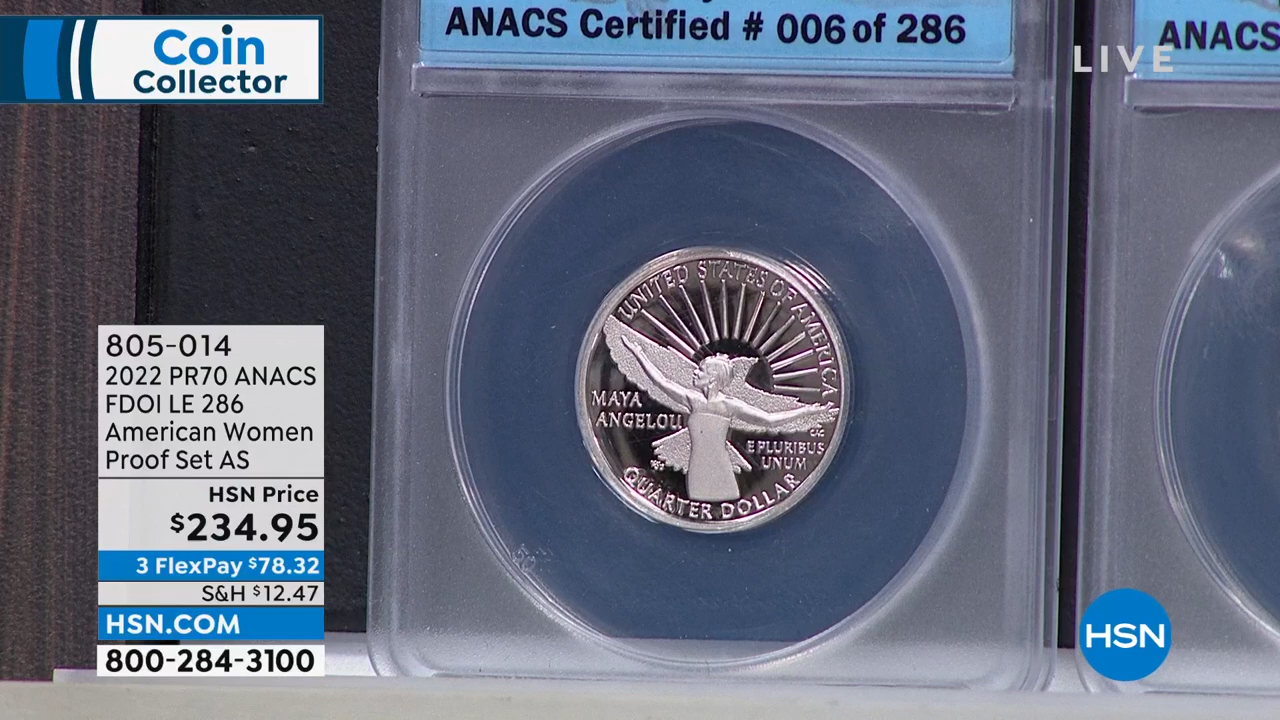 Coin
Collector
ANACS Certified # 006 of 286
LIVE
ANACS
805-014
2022 PR70 ANACS
FDOI LE 286
American Women
Proof Set AS
HSN Price
$234.95
3 FlexPay $78.32
S&H $12.47
HSN.COM
800-284-3100
UNITED STATES OF AMERICA
MAYA
ANGELOU
E PLURIBUS
UNUM
QUARTER DOLLAR
HSN